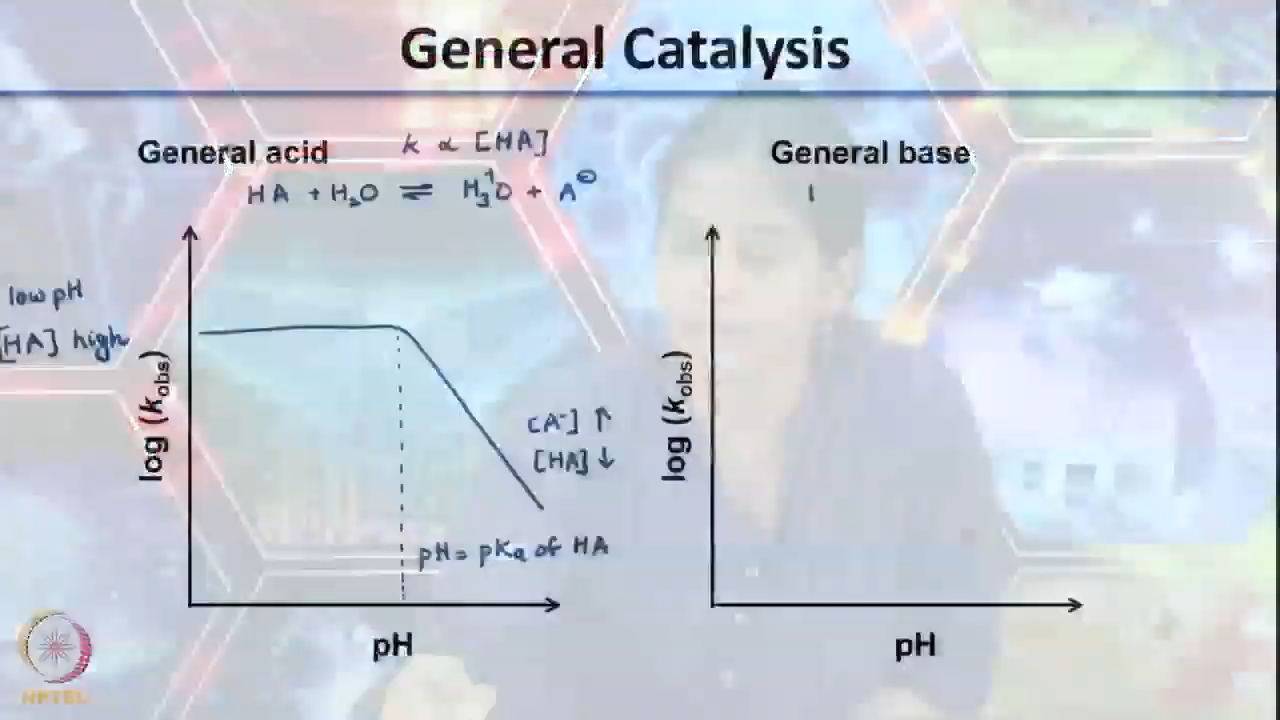 General Catalysis
General acid k ∝ [HA]
HA + H₂O ⇌ H₃⁺O + A⊖
low pH
[HA] high
log (kobs)
[A⁻] ↑
[HA] ↓
pH = pKa of HA
pH
General base
log (kobs)
pH
NPTEL